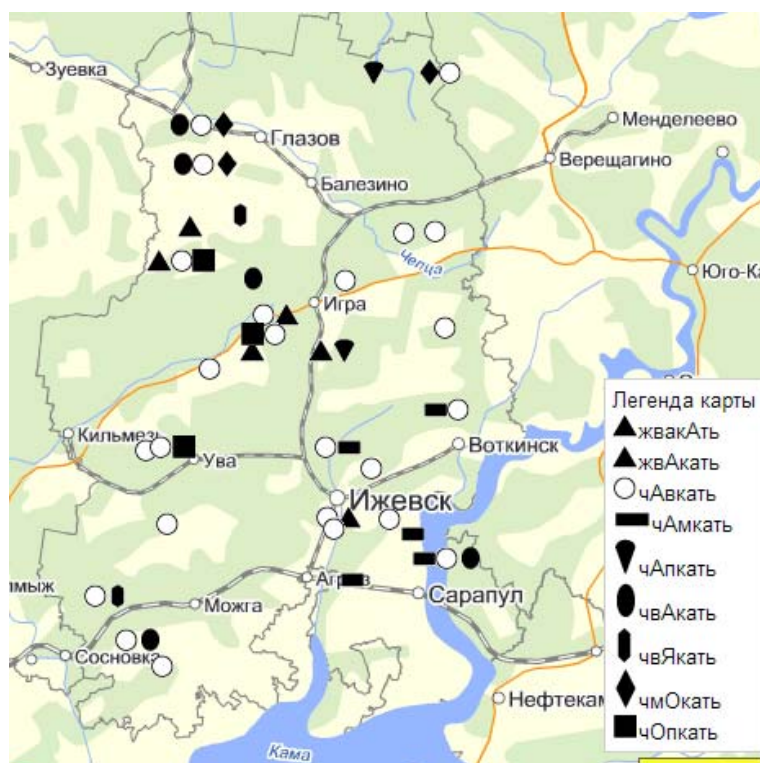 Зуевка
Менделеево
Глазов
Верещагино
Балезино
Чепца
Юго-Ка
Игра
Легенда карты
жвакАть
Кильмезь
жвАкать
Воткинск
Ува
чАвкать
Ижевск
чАмкать
чАпкать
лмыж
Агрыз
Можга
Сарапул
чвАкать
чвЯкать
Сосновка
чмОкать
Нефтекам
чОпкать
Кама